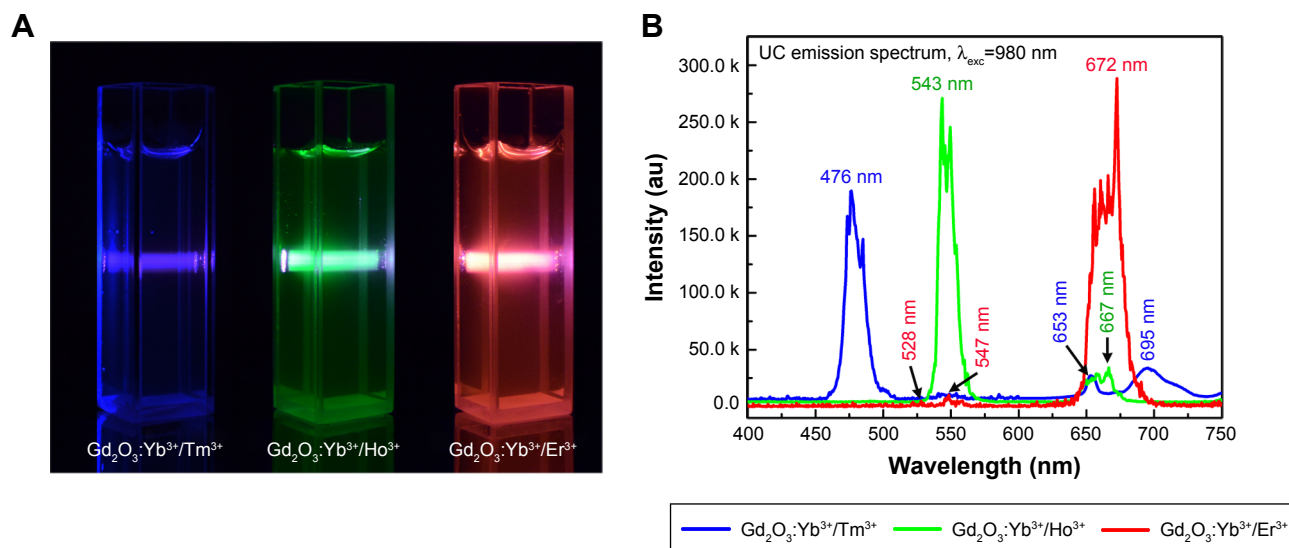 A
Gd₂O₃:Yb³⁺/Tm³⁺
Gd₂O₃:Yb³⁺/Ho³⁺
Gd₂O₃:Yb³⁺/Er³⁺
B
UC emission spectrum, λexc=980 nm
300.0 k
250.0 k
200.0 k
150.0 k
100.0 k
50.0 k
0.0
Intensity (au)
476 nm
528 nm
543 nm
547 nm
653 nm
672 nm
667 nm
695 nm
400 450 500 550 600 650 700 750
Wavelength (nm)
Gd₂O₃:Yb³⁺/Tm³⁺ Gd₂O₃:Yb³⁺/Ho³⁺ Gd₂O₃:Yb³⁺/Er³⁺